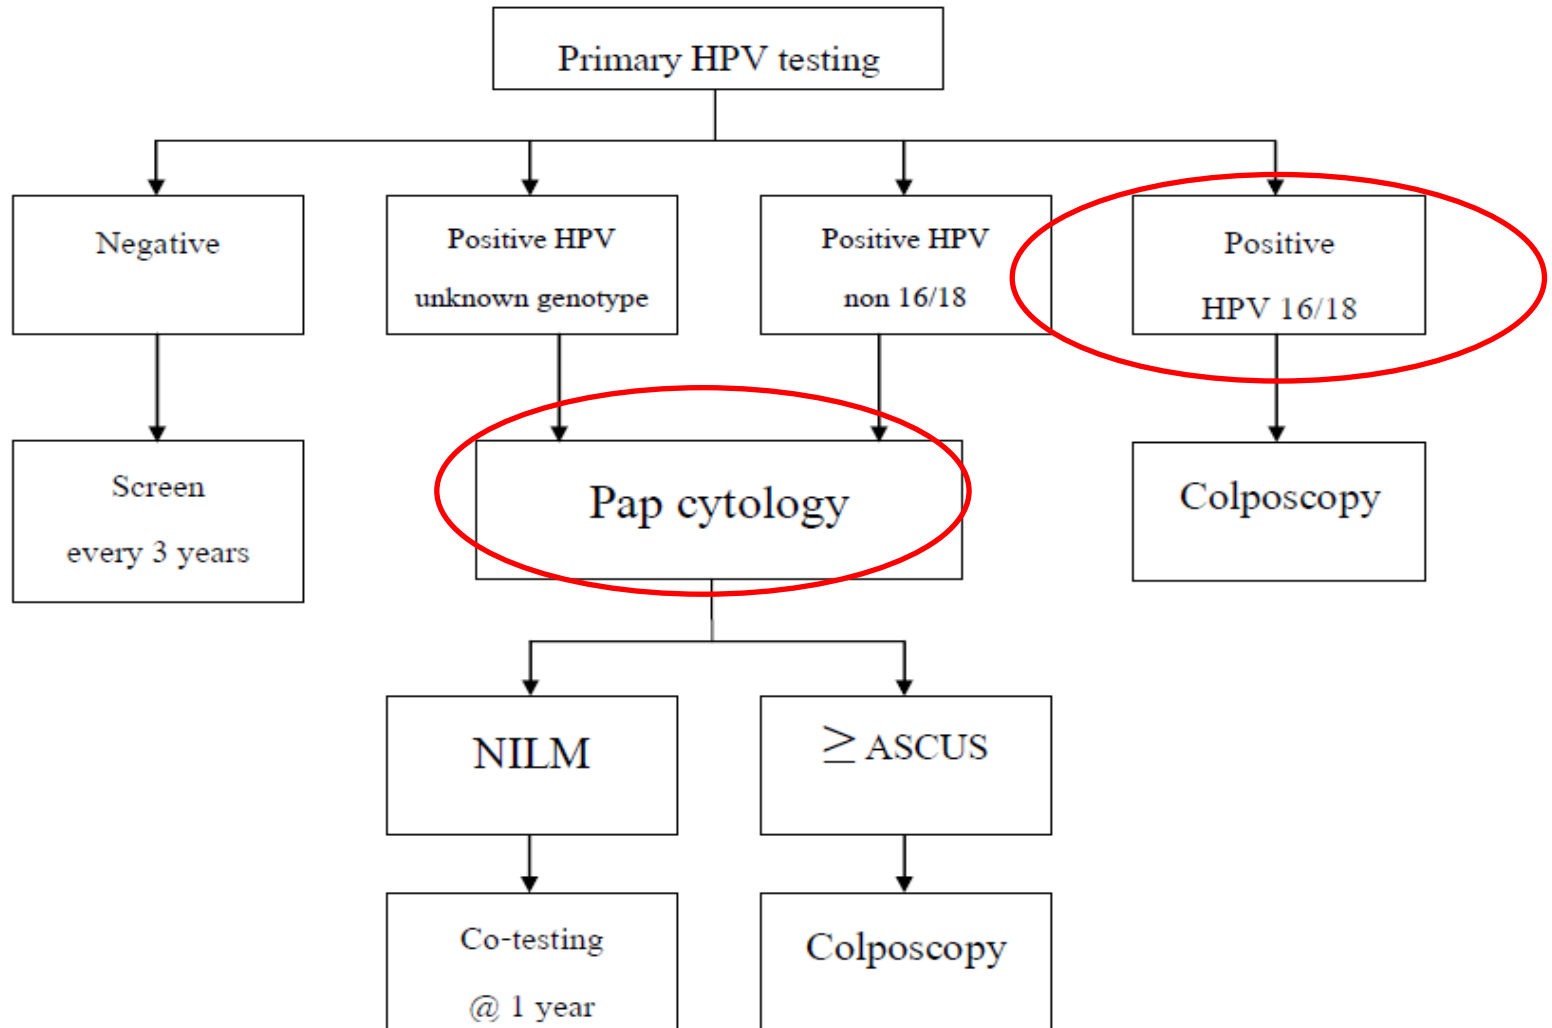 Primary HPV testing
Negative
Positive HPV
unknown genotype
Positive HPV
non 16/18
Positive
HPV 16/18
Screen
every 3 years
Pap cytology
Colposcopy
NILM
≥ ASCUS
Co-testing
@ 1 year
Colposcopy